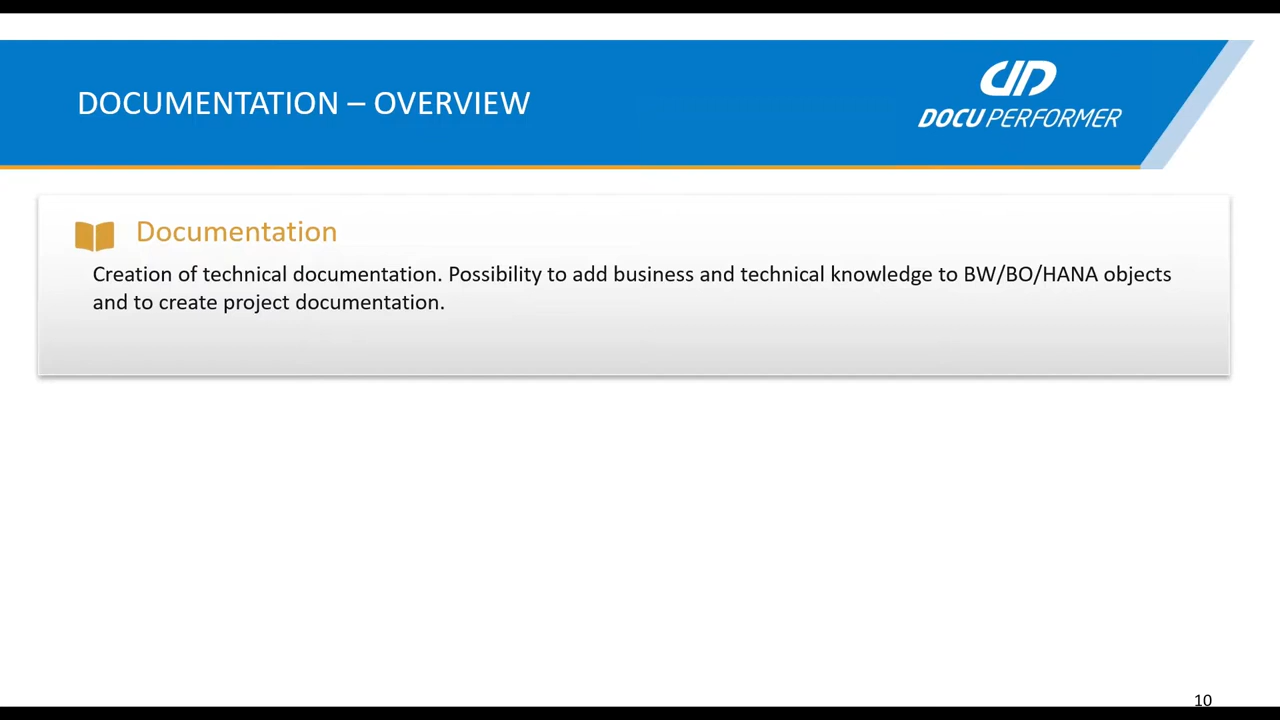 DOCUMENTATION – OVERVIEW
DOCU PERFORMER
Documentation
Creation of technical documentation. Possibility to add business and technical knowledge to BW/BO/HANA objects
and to create project documentation.
10